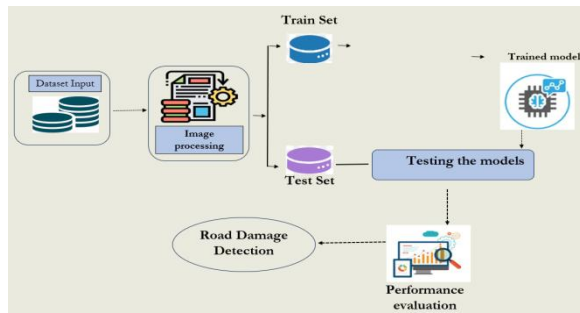 Train Set
Trained model
Dataset Input
Image
processing
Test Set
Testing the models
Road Damage
Detection
Performance
evaluation